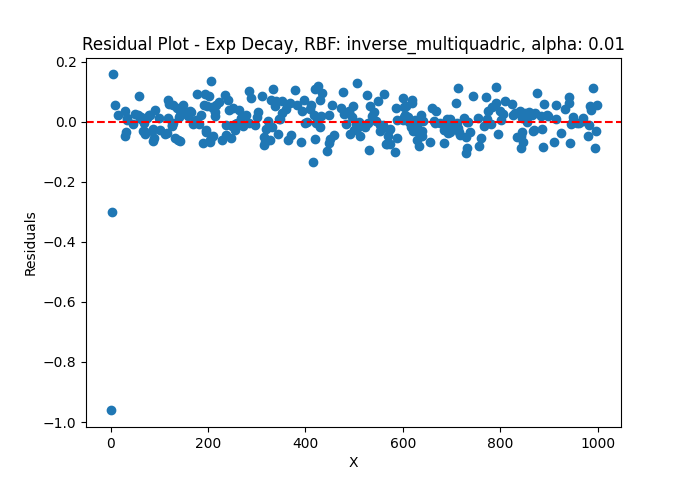 Residual Plot - Exp Decay, RBF: inverse_multiquadric, alpha: 0.01
0.2
0.0
−0.2
−0.4
−0.6
−0.8
−1.0
Residuals
0 200 400 600 800 1000
X